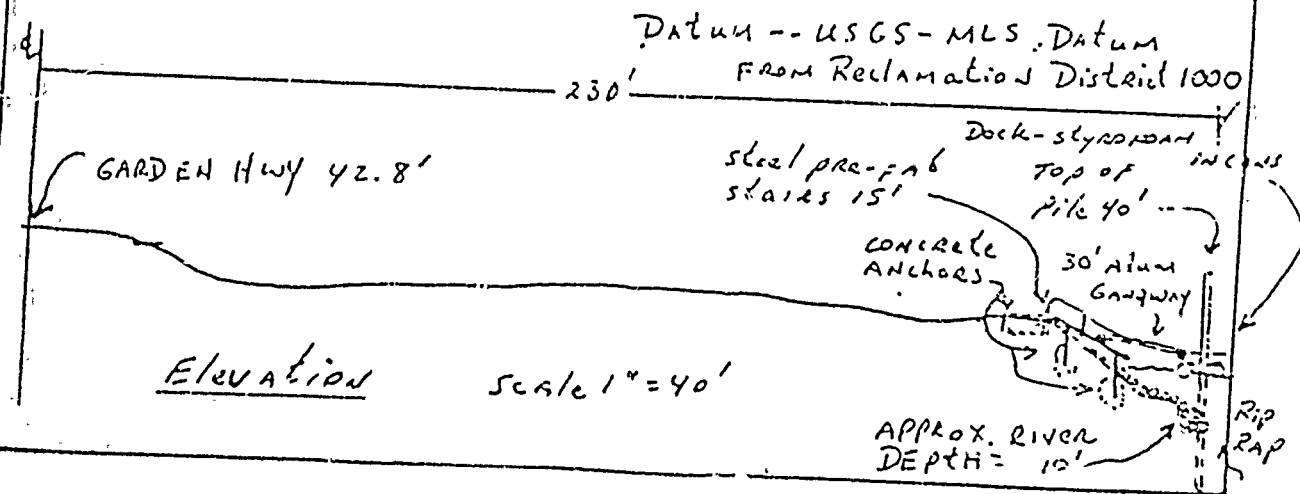 Datum -- USGS - MLS. Datum
From Reclamation District 1000
230'
GARDEN HWY 42.8'
Dock - styrofoam
in cans
steel pre-fab
stairs 15'
Top of
Pile 40'
Concrete
Anchors
30' Alum
Gangway
Elevation
Scale 1" = 40'
Approx. River
Depth = 10'
Rip
Rap